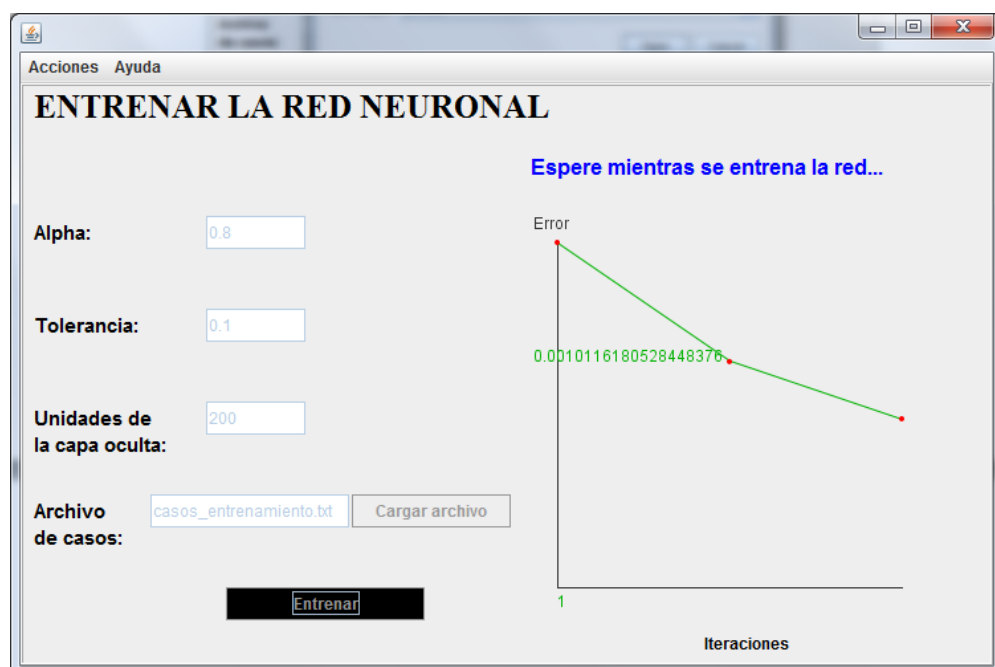 Acciones Ayuda
ENTRENAR LA RED NEURONAL
Espere mientras se entrena la red...
Alpha: 0.8
Tolerancia: 0.1
Unidades de
la capa oculta: 200
Archivo
de casos: casos_entrenamiento.txt Cargar archivo
Entrenar
Error
0.0010116180528448376
1
Iteraciones